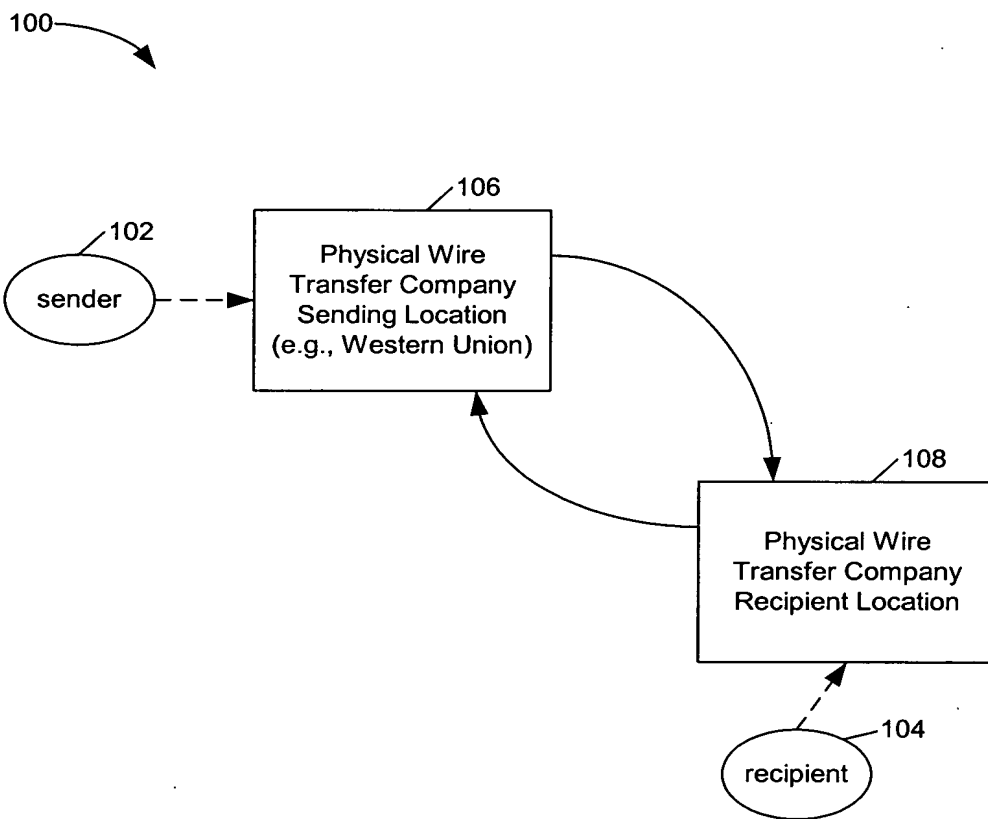 100
106
102
Physical Wire
Transfer Company
Sending Location
(e.g., Western Union)
sender
108
Physical Wire
Transfer Company
Recipient Location
104
recipient